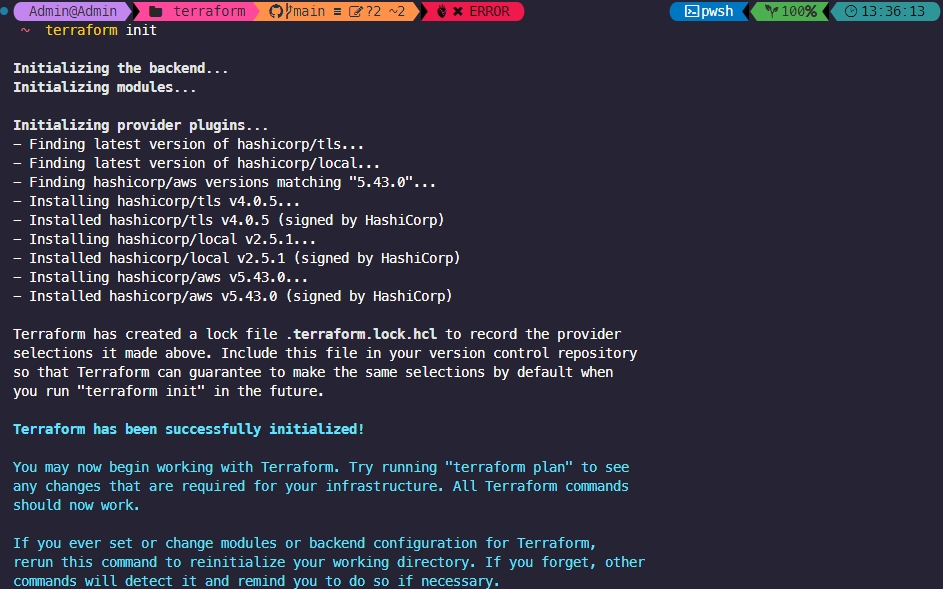 Admin@Admin terraform main ≡ ?2 ~2 ✖ ERROR pwsh 100% 13:36:13
~ terraform init
Initializing the backend...
Initializing modules...
Initializing provider plugins...
- Finding latest version of hashicorp/tls...
- Finding latest version of hashicorp/local...
- Finding hashicorp/aws versions matching "5.43.0"...
- Installing hashicorp/tls v4.0.5...
- Installed hashicorp/tls v4.0.5 (signed by HashiCorp)
- Installing hashicorp/local v2.5.1...
- Installed hashicorp/local v2.5.1 (signed by HashiCorp)
- Installing hashicorp/aws v5.43.0...
- Installed hashicorp/aws v5.43.0 (signed by HashiCorp)
Terraform has created a lock file .terraform.lock.hcl to record the provider
selections it made above. Include this file in your version control repository
so that Terraform can guarantee to make the same selections by default when
you run "terraform init" in the future.
Terraform has been successfully initialized!
You may now begin working with Terraform. Try running "terraform plan" to see
any changes that are required for your infrastructure. All Terraform commands
should now work.
If you ever set or change modules or backend configuration for Terraform,
rerun this command to reinitialize your working directory. If you forget, other
commands will detect it and remind you to do so if necessary.